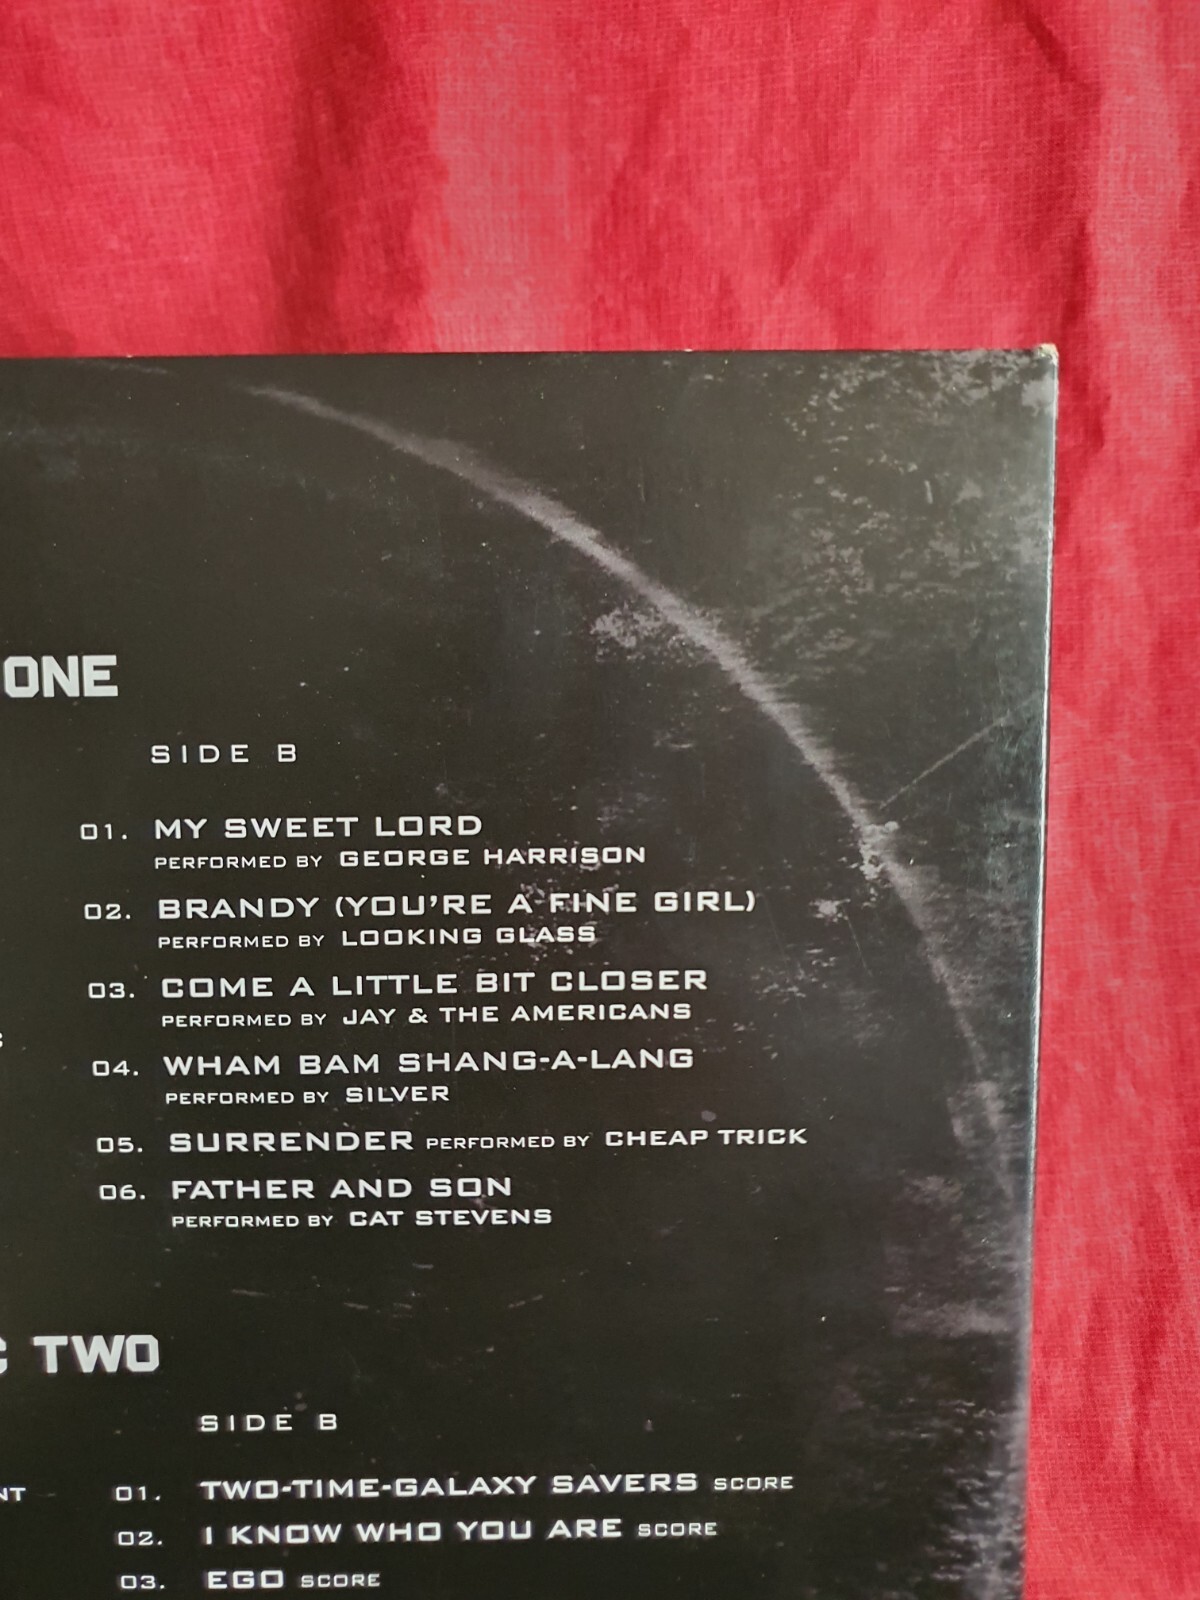 ONE
SIDE B
01. MY SWEET LORD
PERFORMED BY GEORGE HARRISON
02. BRANDY (YOU'RE A FINE GIRL)
PERFORMED BY LOOKING GLASS
03. COME A LITTLE BIT CLOSER
PERFORMED BY JAY & THE AMERICANS
04. WHAM BAM SHANG-A-LANG
PERFORMED BY SILVER
05. SURRENDER PERFORMED BY CHEAP TRICK
06. FATHER AND SON
PERFORMED BY CAT STEVENS
TWO
SIDE B
01. TWO-TIME-GALAXY SAVERS SCORE
02. I KNOW WHO YOU ARE SCORE
03. EGO SCORE